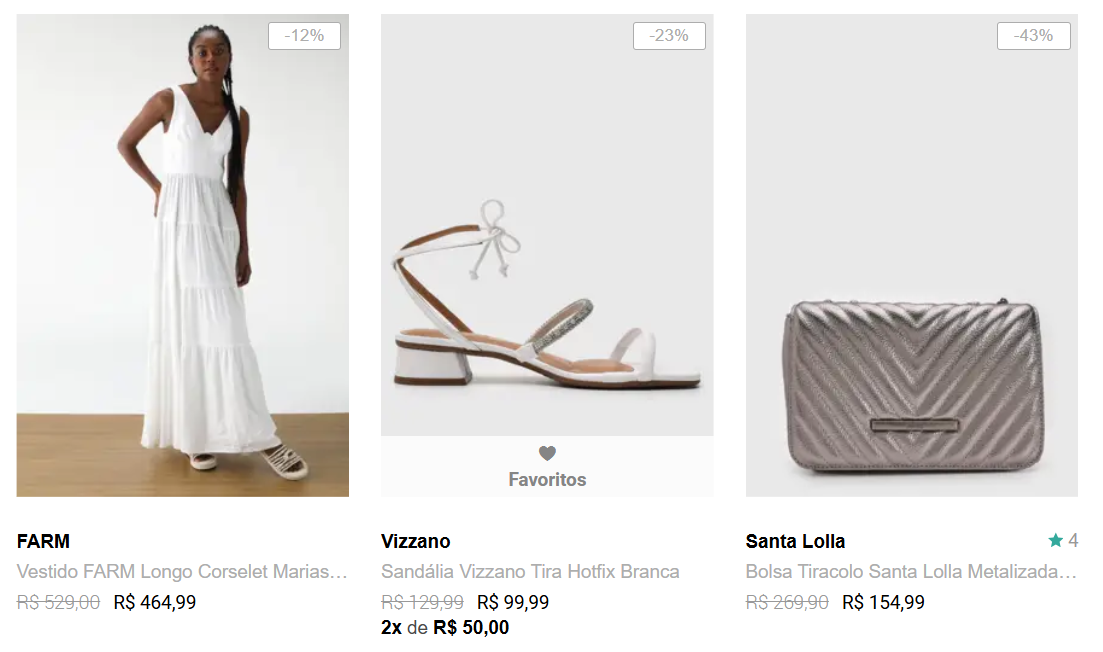 -12%
-23%
-43%
Favoritos
FARM
Vestido FARM Longo Corselet Marias…
R$ 529,00 R$ 464,99
Vizzano
Sandália Vizzano Tira Hotfix Branca
R$ 129,99 R$ 99,99
2x de R$ 50,00
Santa Lolla
4
Bolsa Tiracolo Santa Lolla Metalizada…
R$ 269,90 R$ 154,99